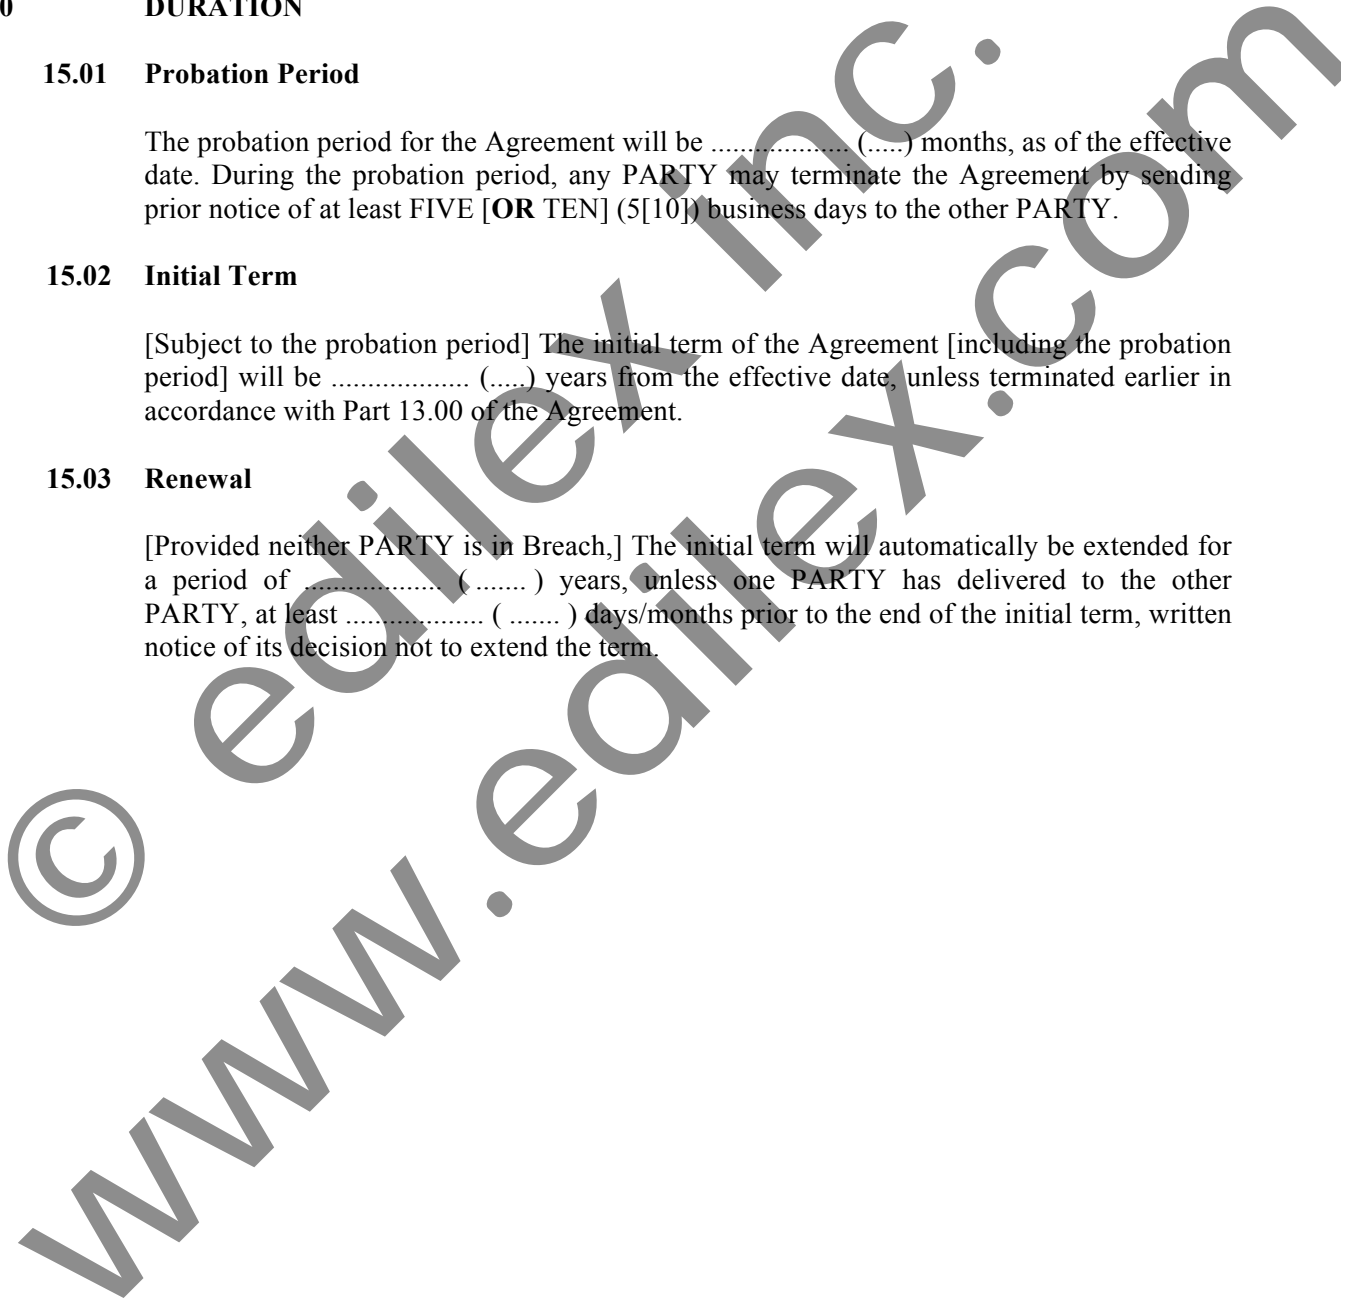 0 DURATION
15.01 Probation Period
The probation period for the Agreement will be ................... (.....) months, as of the effective
date. During the probation period, any PARTY may terminate the Agreement by sending
prior notice of at least FIVE [OR TEN] (5[10]) business days to the other PARTY.
15.02 Initial Term
[Subject to the probation period] The initial term of the Agreement [including the probation
period] will be ................... (.....) years from the effective date, unless terminated earlier in
accordance with Part 13.00 of the Agreement.
15.03 Renewal
[Provided neither PARTY is in Breach,] The initial term will automatically be extended for
a period of ................... ( ....... ) years, unless one PARTY has delivered to the other
PARTY, at least ................... ( ....... ) days/months prior to the end of the initial term, written
notice of its decision not to extend the term.
© edilex inc.
www.edilex.com